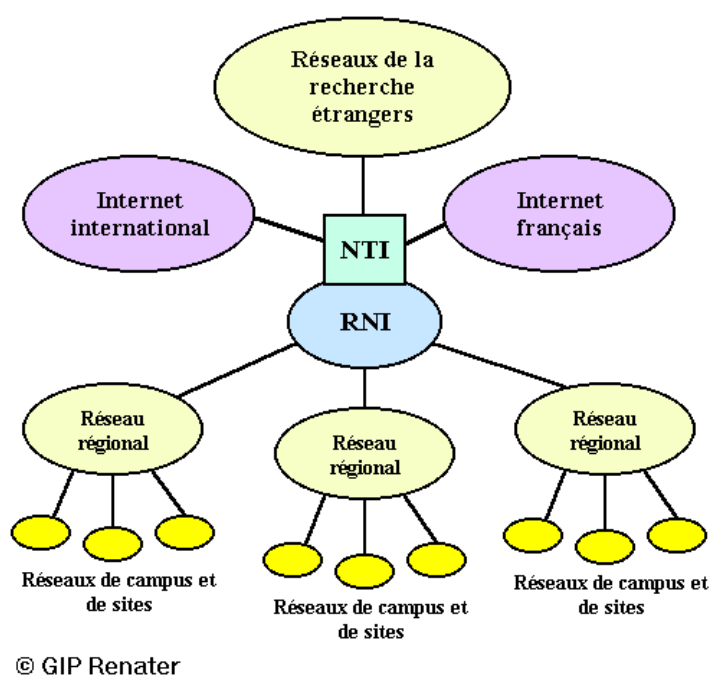 Réseaux de la
recherche
étrangers
Internet
international
Internet
français
NTI
RNI
Réseau
régional
Réseau
régional
Réseau
régional
Réseaux de campus et
de sites
Réseaux de campus et
de sites
Réseaux de campus et
de sites
© GIP Renater